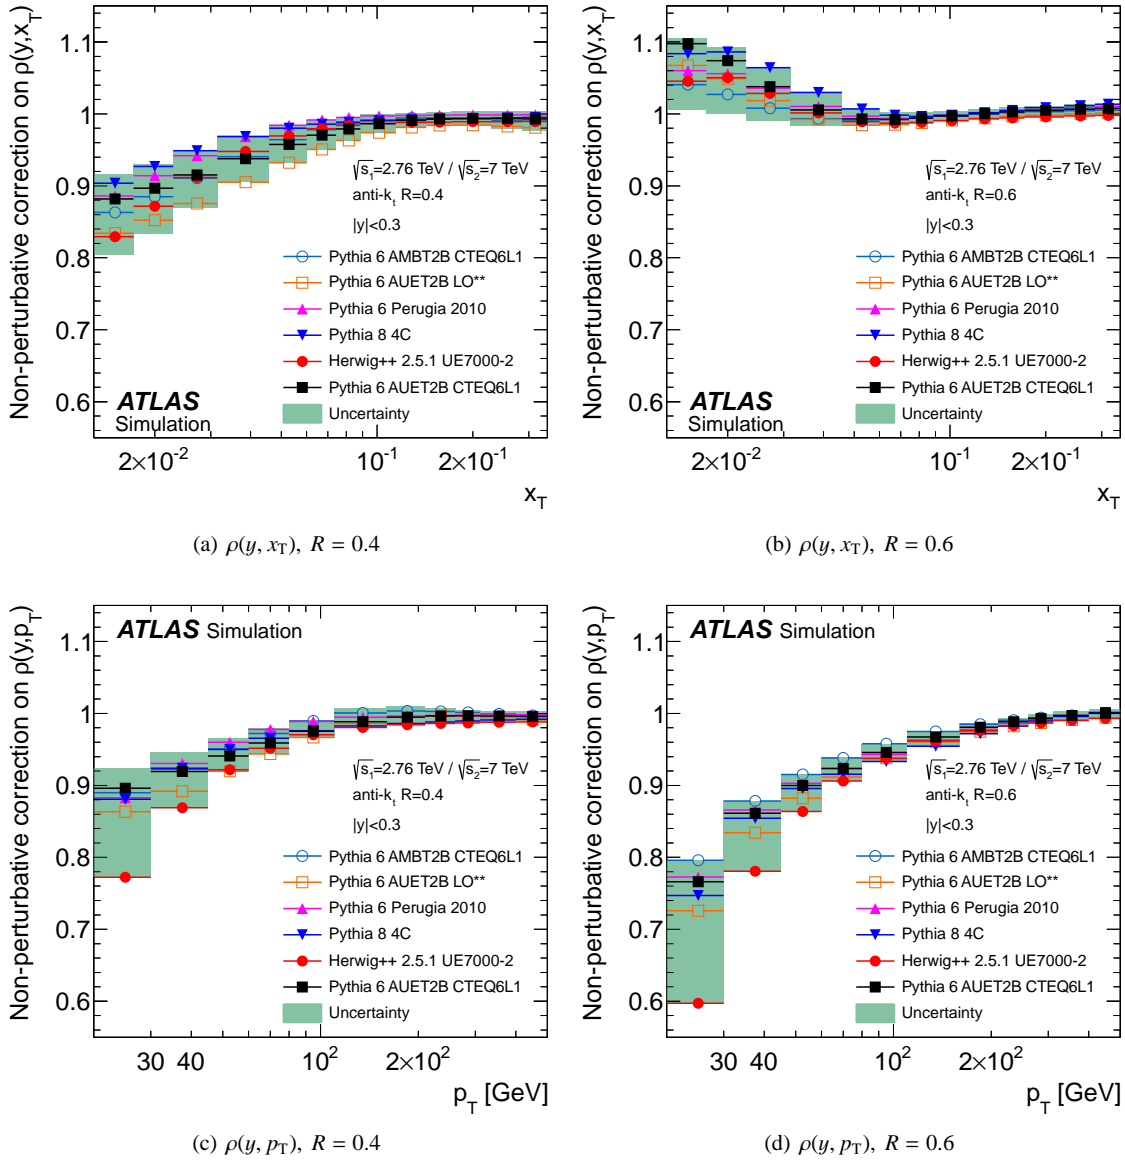 Non-perturbative correction on ρ(y,x_T)
1.1
1
0.9
0.8
0.7
0.6
√s₁=2.76 TeV / √s₂=7 TeV
anti-k_t R=0.4
|y|<0.3
Pythia 6 AMBT2B CTEQ6L1
Pythia 6 AUET2B LO**
Pythia 6 Perugia 2010
Pythia 8 4C
Herwig++ 2.5.1 UE7000-2
Pythia 6 AUET2B CTEQ6L1
Uncertainty
ATLAS
Simulation
2×10⁻² 10⁻¹ 2×10⁻¹
x_T
(a) ρ(y, x_T), R = 0.4
Non-perturbative correction on ρ(y,x_T)
1.1
1
0.9
0.8
0.7
0.6
√s₁=2.76 TeV / √s₂=7 TeV
anti-k_t R=0.6
|y|<0.3
Pythia 6 AMBT2B CTEQ6L1
Pythia 6 AUET2B LO**
Pythia 6 Perugia 2010
Pythia 8 4C
Herwig++ 2.5.1 UE7000-2
Pythia 6 AUET2B CTEQ6L1
Uncertainty
ATLAS
Simulation
2×10⁻² 10⁻¹ 2×10⁻¹
x_T
(b) ρ(y, x_T), R = 0.6
Non-perturbative correction on ρ(y,p_T)
ATLAS Simulation
1.1
1
0.9
0.8
0.7
0.6
√s₁=2.76 TeV / √s₂=7 TeV
anti-k_t R=0.4
|y|<0.3
Pythia 6 AMBT2B CTEQ6L1
Pythia 6 AUET2B LO**
Pythia 6 Perugia 2010
Pythia 8 4C
Herwig++ 2.5.1 UE7000-2
Pythia 6 AUET2B CTEQ6L1
Uncertainty
30 40 10² 2×10²
p_T [GeV]
(c) ρ(y, p_T), R = 0.4
Non-perturbative correction on ρ(y,p_T)
ATLAS Simulation
1.1
1
0.9
0.8
0.7
0.6
√s₁=2.76 TeV / √s₂=7 TeV
anti-k_t R=0.6
|y|<0.3
Pythia 6 AMBT2B CTEQ6L1
Pythia 6 AUET2B LO**
Pythia 6 Perugia 2010
Pythia 8 4C
Herwig++ 2.5.1 UE7000-2
Pythia 6 AUET2B CTEQ6L1
Uncertainty
30 40 10² 2×10²
p_T [GeV]
(d) ρ(y, p_T), R = 0.6